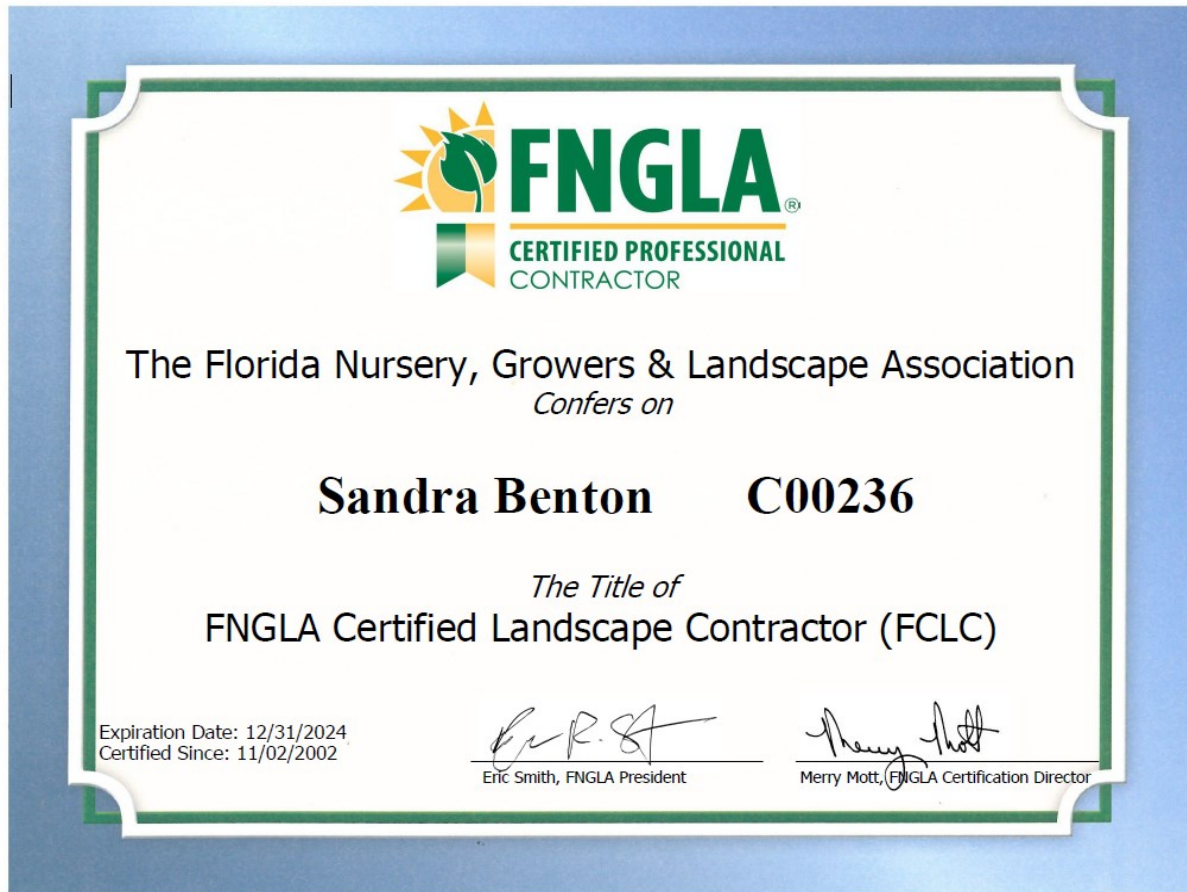 FNGLA®
CERTIFIED PROFESSIONAL
CONTRACTOR
The Florida Nursery, Growers & Landscape Association
Confers on
Sandra Benton C00236
The Title of
FNGLA Certified Landscape Contractor (FCLC)
Expiration Date: 12/31/2024
Certified Since: 11/02/2002
Eric Smith, FNGLA President
Merry Mott, FNGLA Certification Director